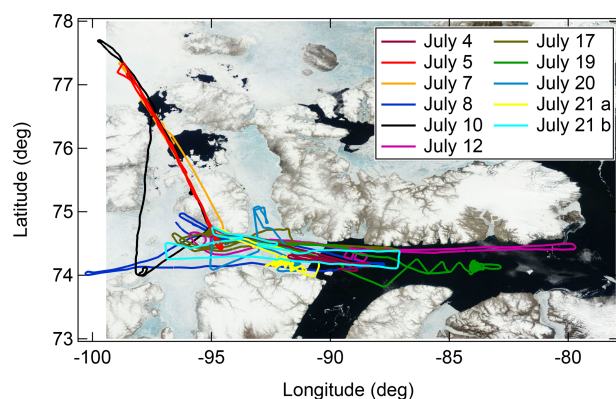 78
77
76
75
74
73
Latitude (deg)
July 4
July 5
July 7
July 8
July 10
July 12
July 17
July 19
July 20
July 21 a
July 21 b
-100
-95
-90
-85
-80
Longitude (deg)